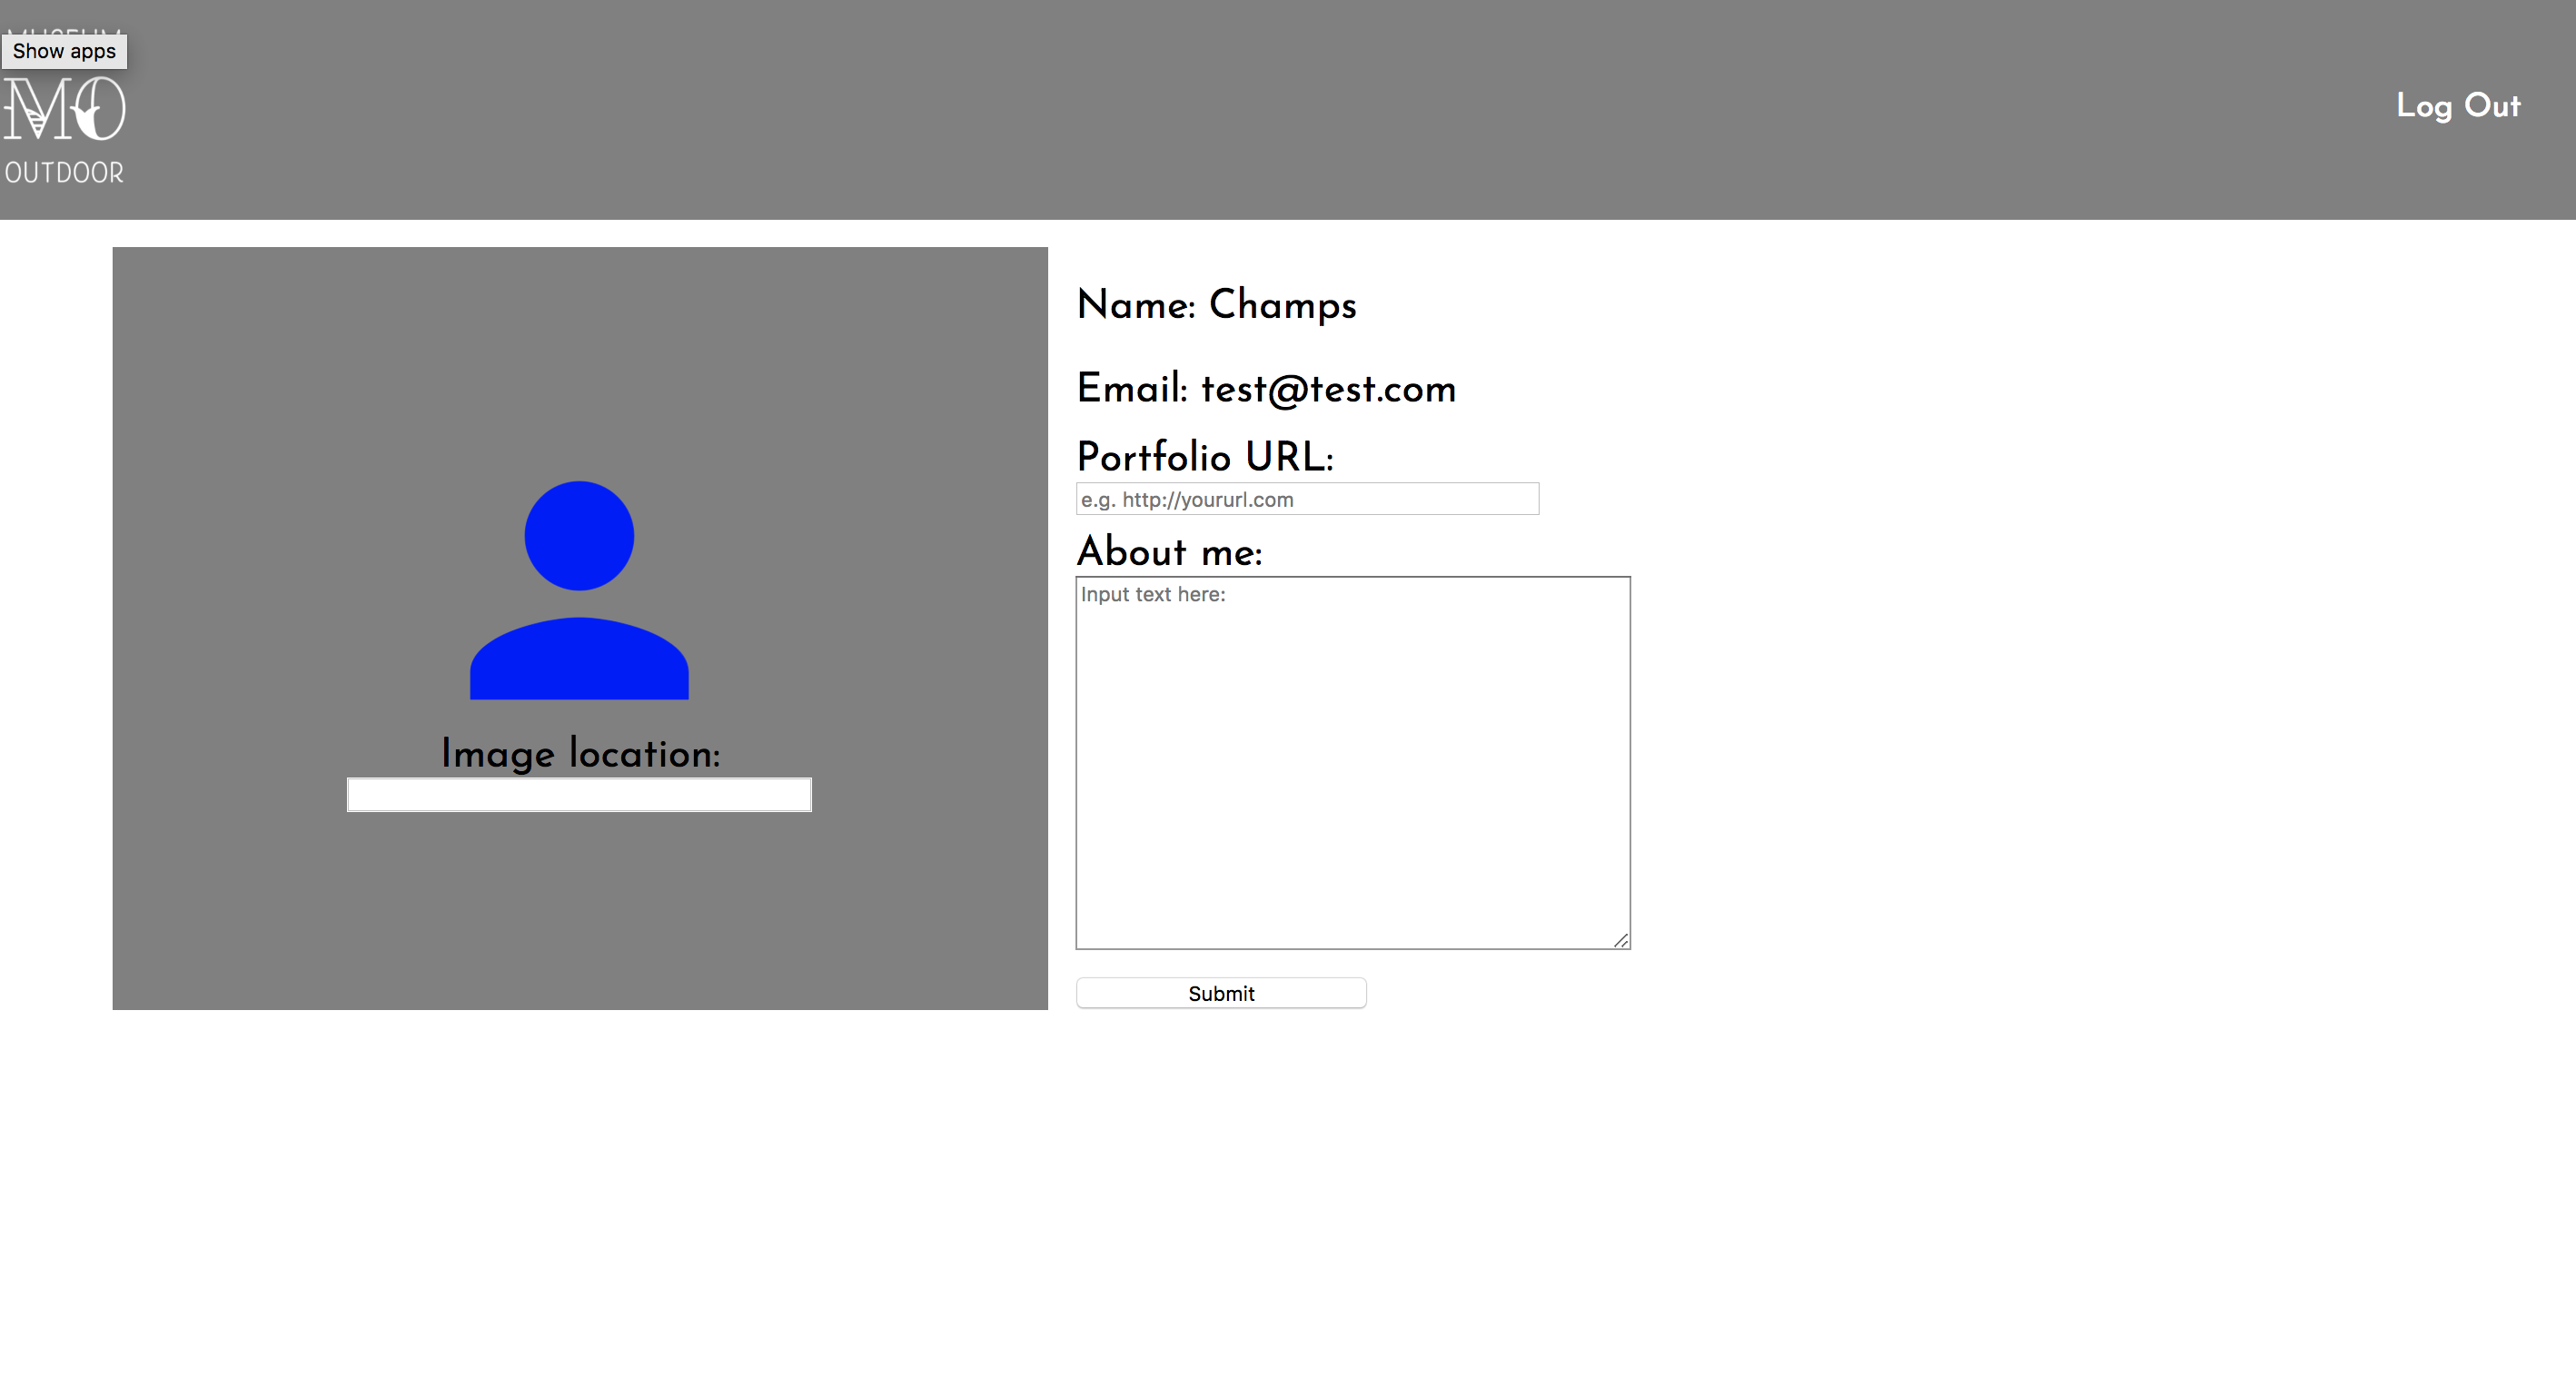 Show apps
MO
OUTDOOR
Log Out
Name: Champs
Email: test@test.com
Portfolio URL:
e.g. http://yoururl.com
About me:
Input text here:
Image location:
Submit